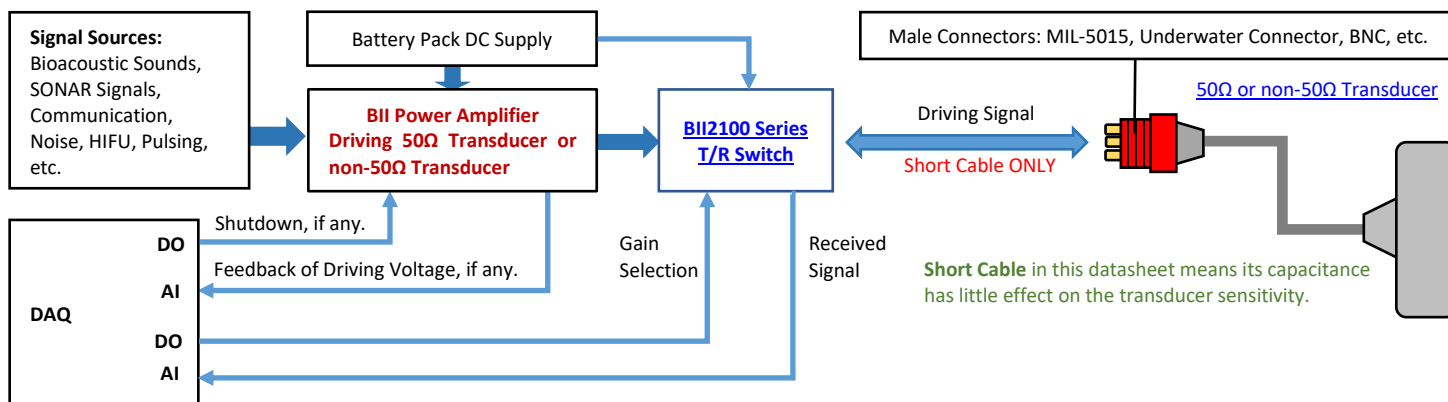 Signal Sources:
Bioacoustic Sounds,
SONAR Signals,
Communication,
Noise, HIFU, Pulsing,
etc.
Battery Pack DC Supply
Male Connectors: MIL-5015, Underwater Connector, BNC, etc.
BII Power Amplifier
Driving 50Ω Transducer or
non-50Ω Transducer
BII2100 Series
T/R Switch
Driving Signal
Short Cable ONLY
50Ω or non-50Ω Transducer
DAQ
DO
AI
DO
AI
Shutdown, if any.
Feedback of Driving Voltage, if any.
Gain
Selection
Received
Signal
Short Cable in this datasheet means its capacitance
has little effect on the transducer sensitivity.